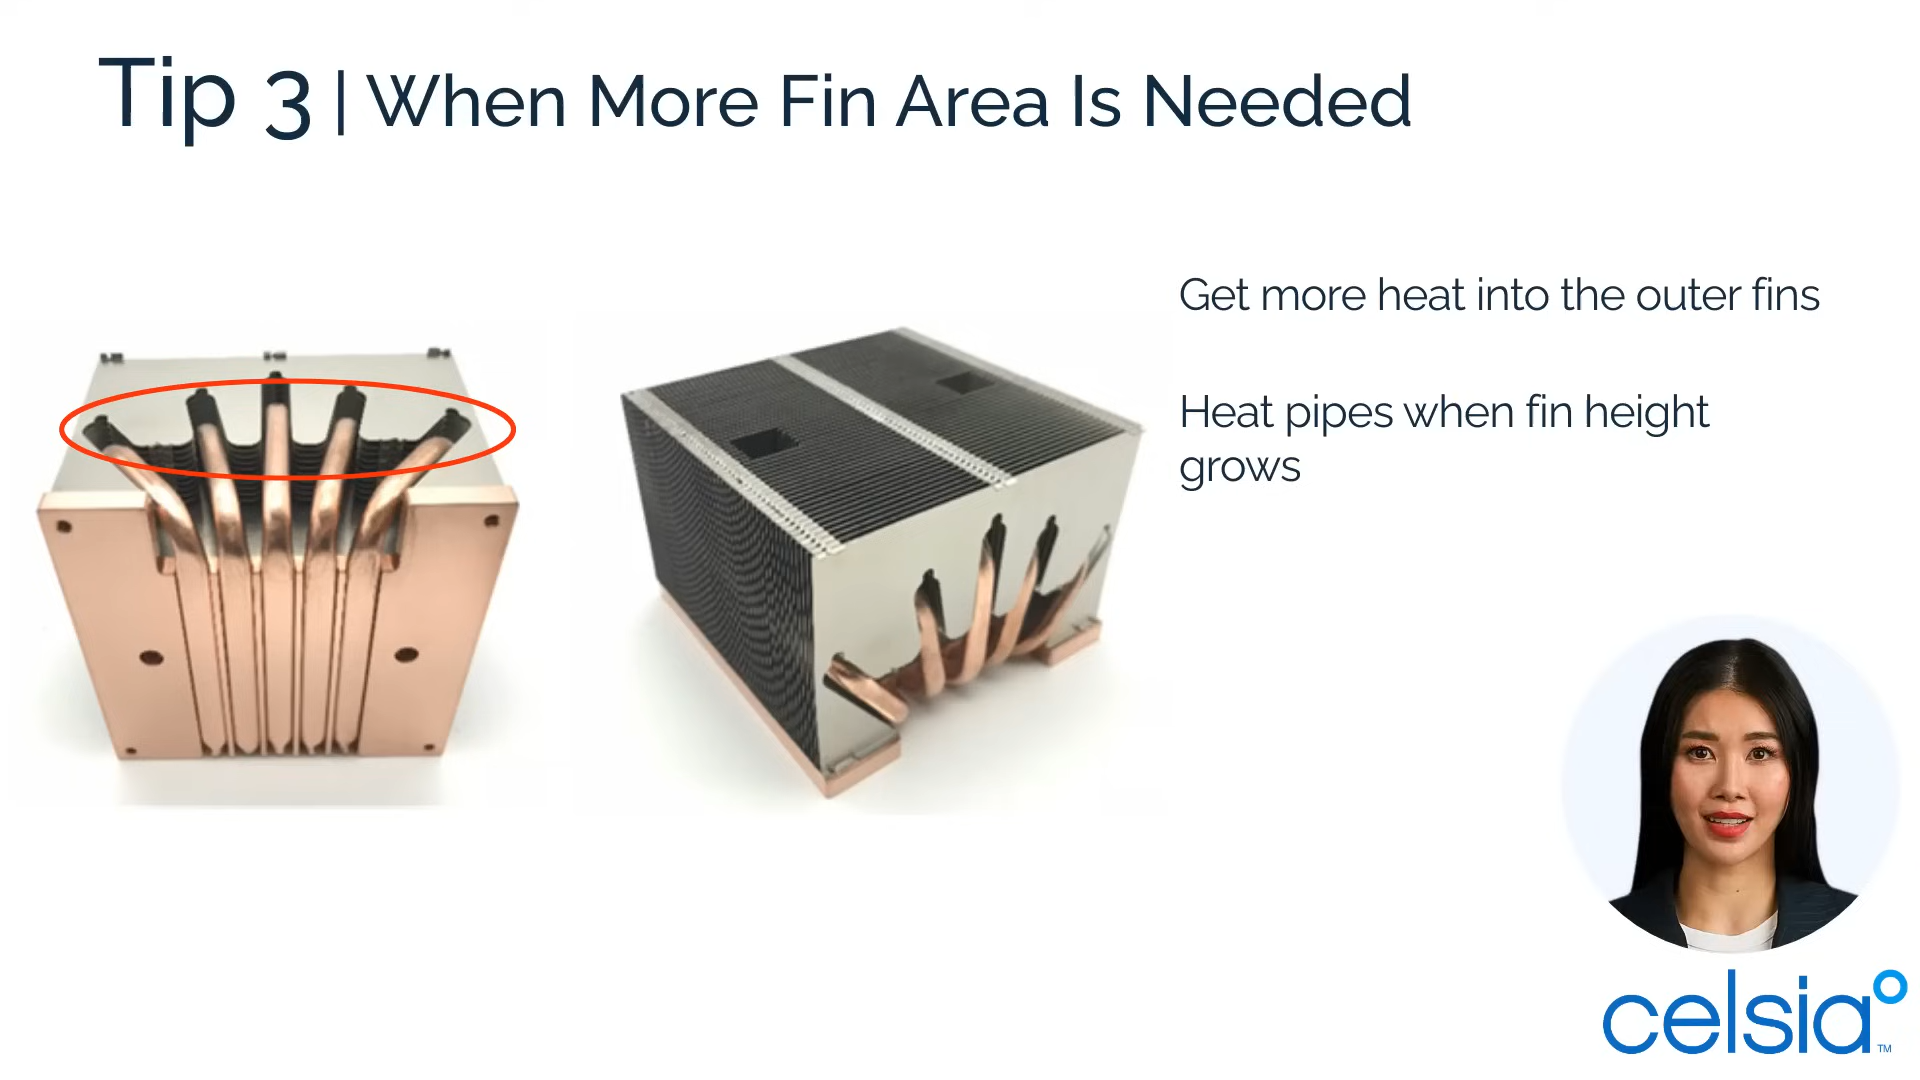 Tip 3 | When More Fin Area Is Needed
Get more heat into the outer fins
Heat pipes when fin height
grows
celsia
TM